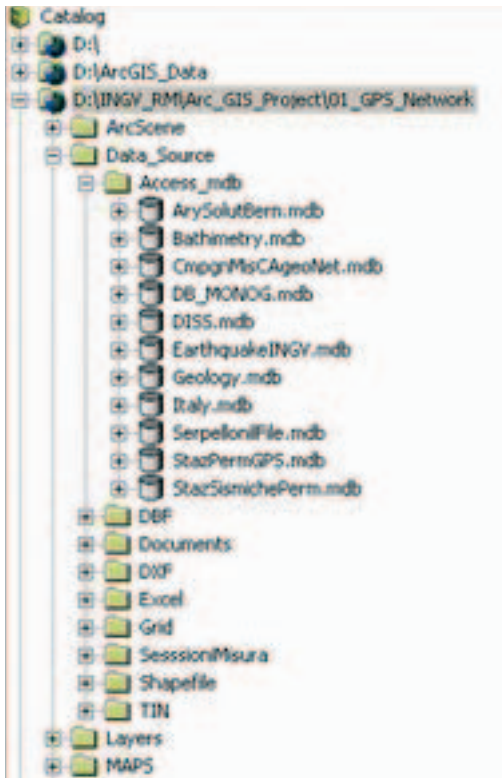 Catalog
D:\
D:\ArcGIS_Data
D:\INGV_RM\Arc_GIS_Project\01_GPS_Network
ArcScene
Data_Source
Access_mdb
ArySolutBern.mdb
Bathimetry.mdb
CmpgnMisCAgeoNet.mdb
DB_MONOG.mdb
DISS.mdb
EarthquakeINGV.mdb
Geology.mdb
Italy.mdb
SerpelloniFile.mdb
StazPermGPS.mdb
StazSismichePerm.mdb
DBF
Documents
DXF
Excel
Grid
SesssioniMisura
Shapefile
TIN
Layers
MAPS